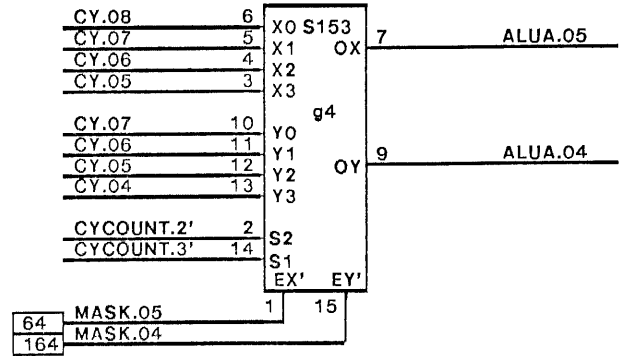 CY.08 6 X0 S153
CY.07 5 X1 OX 7 ALUA.05
CY.06 4 X2
CY.05 3 X3
g4
CY.07 10 Y0
CY.06 11 Y1
CY.05 12 Y2 OY 9 ALUA.04
CY.04 13 Y3
CYCOUNT.2' 2 S2
CYCOUNT.3' 14 S1
EX' EY'
1 15
64 MASK.05
164 MASK.04